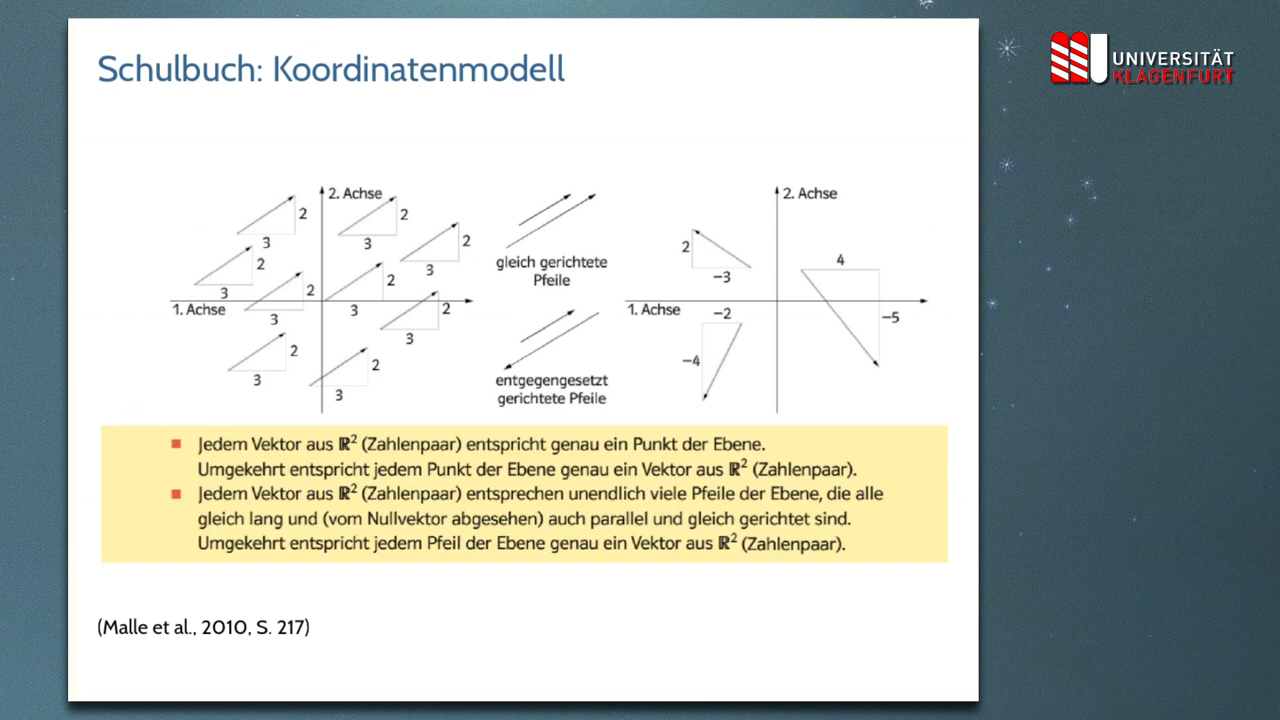 Schulbuch: Koordinatenmodell
UNIVERSITÄT
KLAGENFURT
2. Achse
1. Achse
2
3
2
3
2
3
2
3
2
3
2
3
2
3
2
3
2
3
gleich gerichtete
Pfeile
entgegengesetzt
gerichtete Pfeile
2. Achse
1. Achse
2
−3
4
−5
−2
−4
Jedem Vektor aus ℝ² (Zahlenpaar) entspricht genau ein Punkt der Ebene.
Umgekehrt entspricht jedem Punkt der Ebene genau ein Vektor aus ℝ² (Zahlenpaar).
Jedem Vektor aus ℝ² (Zahlenpaar) entsprechen unendlich viele Pfeile der Ebene, die alle
gleich lang und (vom Nullvektor abgesehen) auch parallel und gleich gerichtet sind.
Umgekehrt entspricht jedem Pfeil der Ebene genau ein Vektor aus ℝ² (Zahlenpaar).
(Malle et al., 2010, S. 217)